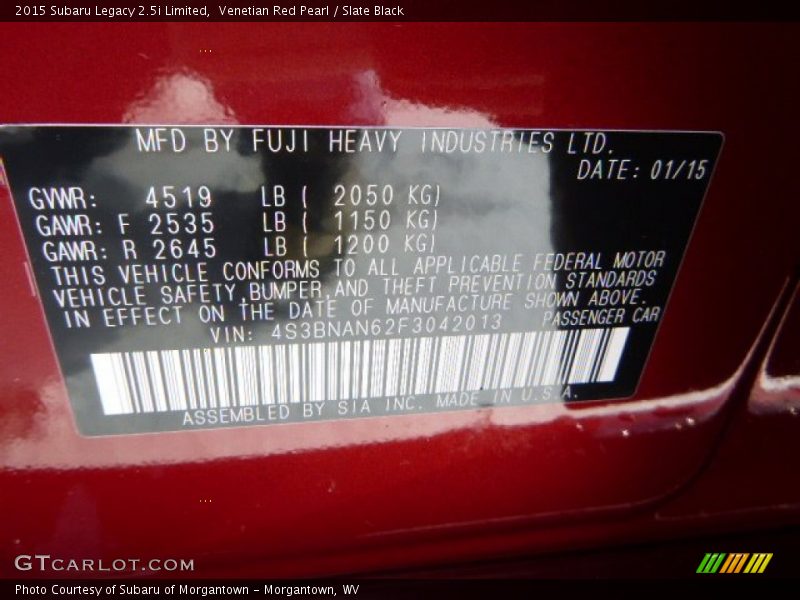 2015 Subaru Legacy 2.5i Limited,  Venetian Red Pearl / Slate Black
MFD BY FUJI HEAVY INDUSTRIES LTD.
DATE: 01/15
GVWR: 4519 LB ( 2050 KG)
GAWR: F 2535 LB ( 1150 KG)
GAWR: R 2645 LB ( 1200 KG)
THIS VEHICLE CONFORMS TO ALL APPLICABLE FEDERAL MOTOR
VEHICLE SAFETY,BUMPER,AND THEFT PREVENTION STANDARDS
IN EFFECT ON THE DATE OF MANUFACTURE SHOWN ABOVE.
VIN: 4S3BNAN62F3042013 PASSENGER CAR
ASSEMBLED BY SIA INC. MADE IN U.S.A.
GTCARLOT.COM
Photo Courtesy of Subaru of Morgantown - Morgantown, WV